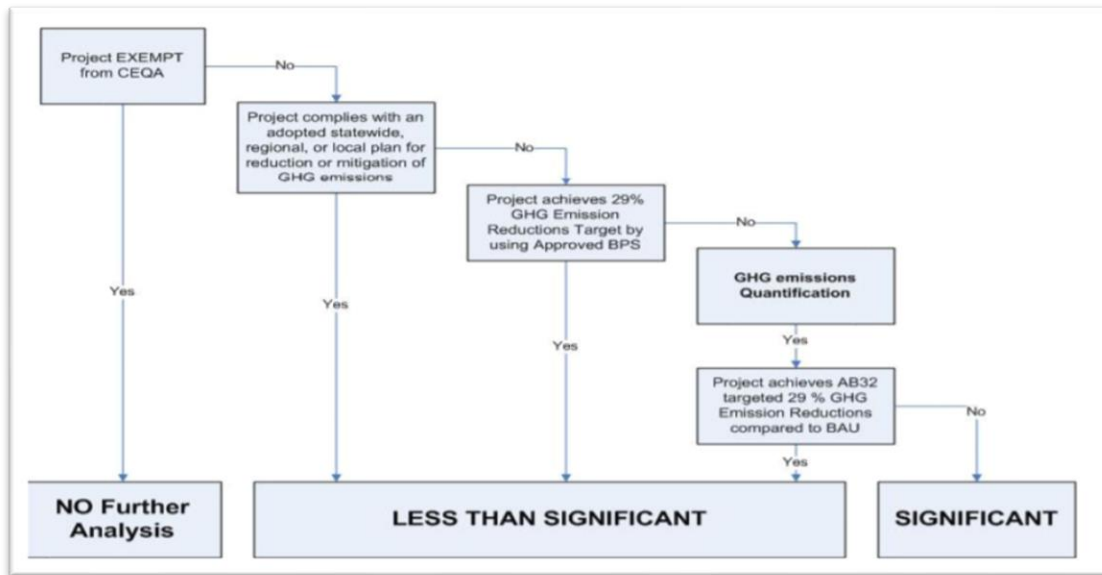 Project EXEMPT
from CEQA
No
Project complies with an
adopted statewide,
regional, or local plan for
reduction or mitigation of
GHG emissions
No
Project achieves 29%
GHG Emission
Reductions Target by
using Approved BPS
No
GHG emissions
Quantification
Yes
Yes
Yes
Yes
Project achieves AB32
targeted 29 % GHG
Emission Reductions
compared to BAU
No
Yes
NO Further
Analysis
LESS THAN SIGNIFICANT
SIGNIFICANT